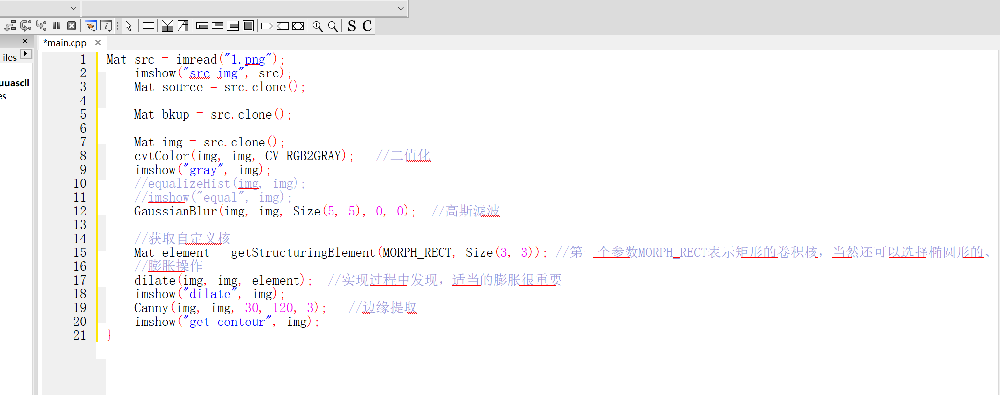 S C
*main.cpp
Files
uuascll
es
1 Mat src = imread("1.png");
2 imshow("src img", src);
3 Mat source = src.clone();
4
5 Mat bkup = src.clone();
6
7 Mat img = src.clone();
8 cvtColor(img, img, CV_RGB2GRAY); //二值化
9 imshow("gray", img);
10 //equalizeHist(img, img);
11 //imshow("equal", img);
12 GaussianBlur(img, img, Size(5, 5), 0, 0); //高斯滤波
13
14 //获取自定义核
15 Mat element = getStructuringElement(MORPH_RECT, Size(3, 3)); //第一个参数MORPH_RECT表示矩形的卷积核，当然还可以选择椭圆形的、
16 //膨胀操作
17 dilate(img, img, element); //实现过程中发现，适当的膨胀很重要
18 imshow("dilate", img);
19 Canny(img, img, 30, 120, 3); //边缘提取
20 imshow("get contour", img);
21 }